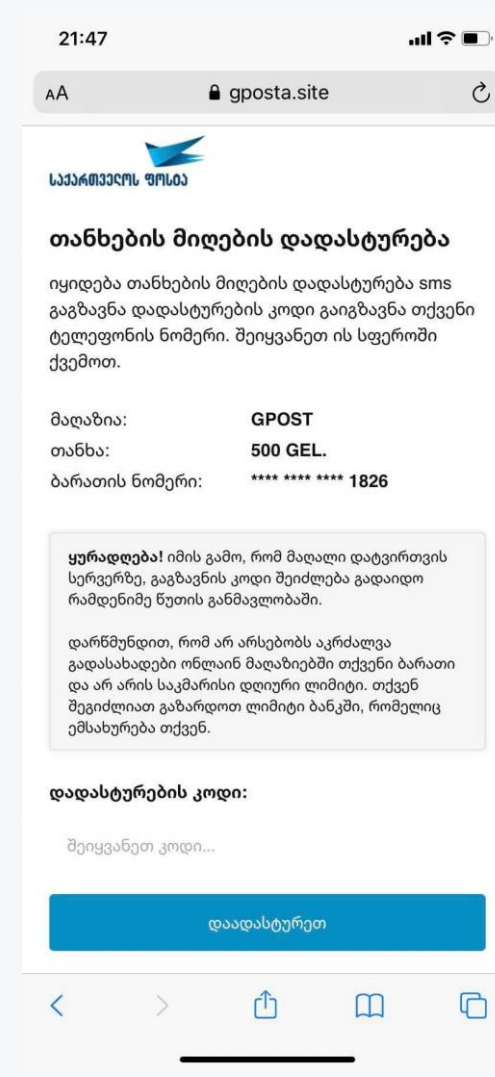 21:47
AA gposta.site
ᲡᲐᲥᲐᲠᲗᲕᲔᲚᲝᲡ ᲤᲝᲡᲢᲐ
თანხების მიღების დადასტურება
იყიდება თანხების მიღების დადასტურება sms
გაგზავნა დადასტურების კოდი გაიგზავნა თქვენი
ტელეფონის ნომერი. შეიყვანეთ ის სფეროში
ქვემოთ.
მაღაზია: GPOST
თანხა: 500 GEL.
ბარათის ნომერი: **** **** **** 1826
ყურადღება! იმის გამო, რომ მაღალი დატვირთვის
სერვერზე, გაგზავნის კოდი შეიძლება გადაიდო
რამდენიმე წუთის განმავლობაში.
დარწმუნდით, რომ არ არსებობს აკრძალვა
გადასახადები ონლაინ მაღაზიებში თქვენი ბარათი
და არ არის საკმარისი დღიური ლიმიტი. თქვენ
შეგიძლიათ გაზარდოთ ლიმიტი ბანკში, რომელიც
ემსახურება თქვენ.
დადასტურების კოდი:
შეიყვანეთ კოდი...
დაადასტურეთ